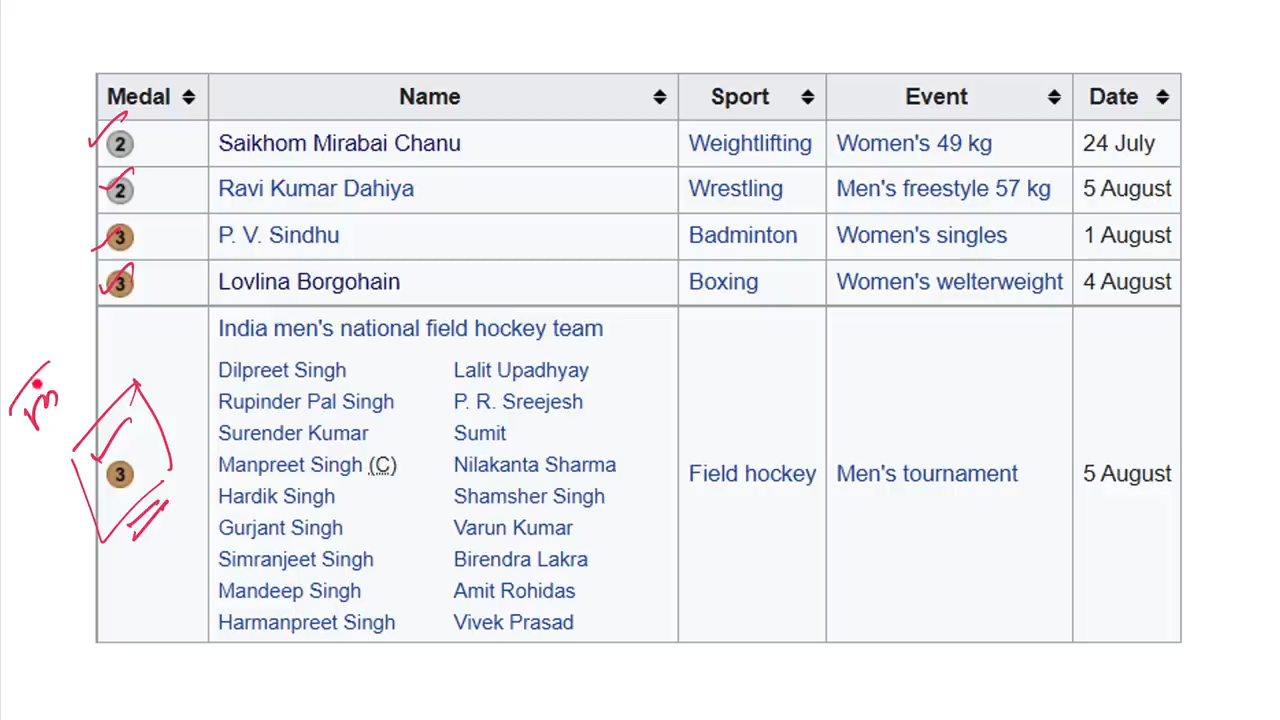 Medal Name Sport Event Date
2 Saikhom Mirabai Chanu Weightlifting Women's 49 kg 24 July
2 Ravi Kumar Dahiya Wrestling Men's freestyle 57 kg 5 August
3 P. V. Sindhu Badminton Women's singles 1 August
3 Lovlina Borgohain Boxing Women's welterweight 4 August
India men's national field hockey team
Dilpreet Singh Lalit Upadhyay
Rupinder Pal Singh P. R. Sreejesh
Surender Kumar Sumit
Manpreet Singh (C) Nilakanta Sharma
3 Field hockey Men's tournament 5 August
Hardik Singh Shamsher Singh
Gurjant Singh Varun Kumar
Simranjeet Singh Birendra Lakra
Mandeep Singh Amit Rohidas
Harmanpreet Singh Vivek Prasad